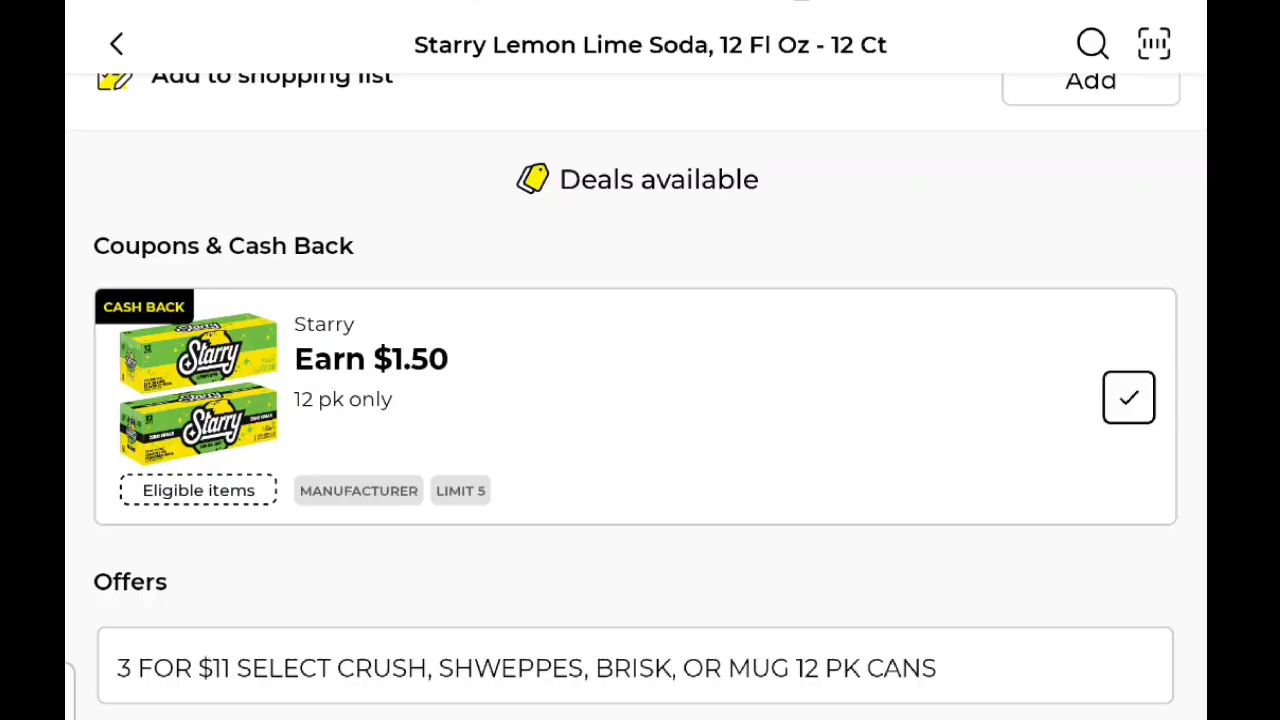 Starry Lemon Lime Soda, 12 Fl Oz - 12 Ct
Add to shopping list
Add
Deals available
Coupons & Cash Back
CASH BACK
Starry
Earn $1.50
12 pk only
Starry
Starry
Eligible items
MANUFACTURER
LIMIT 5
Offers
3 FOR $11 SELECT CRUSH, SHWEPPES, BRISK, OR MUG 12 PK CANS